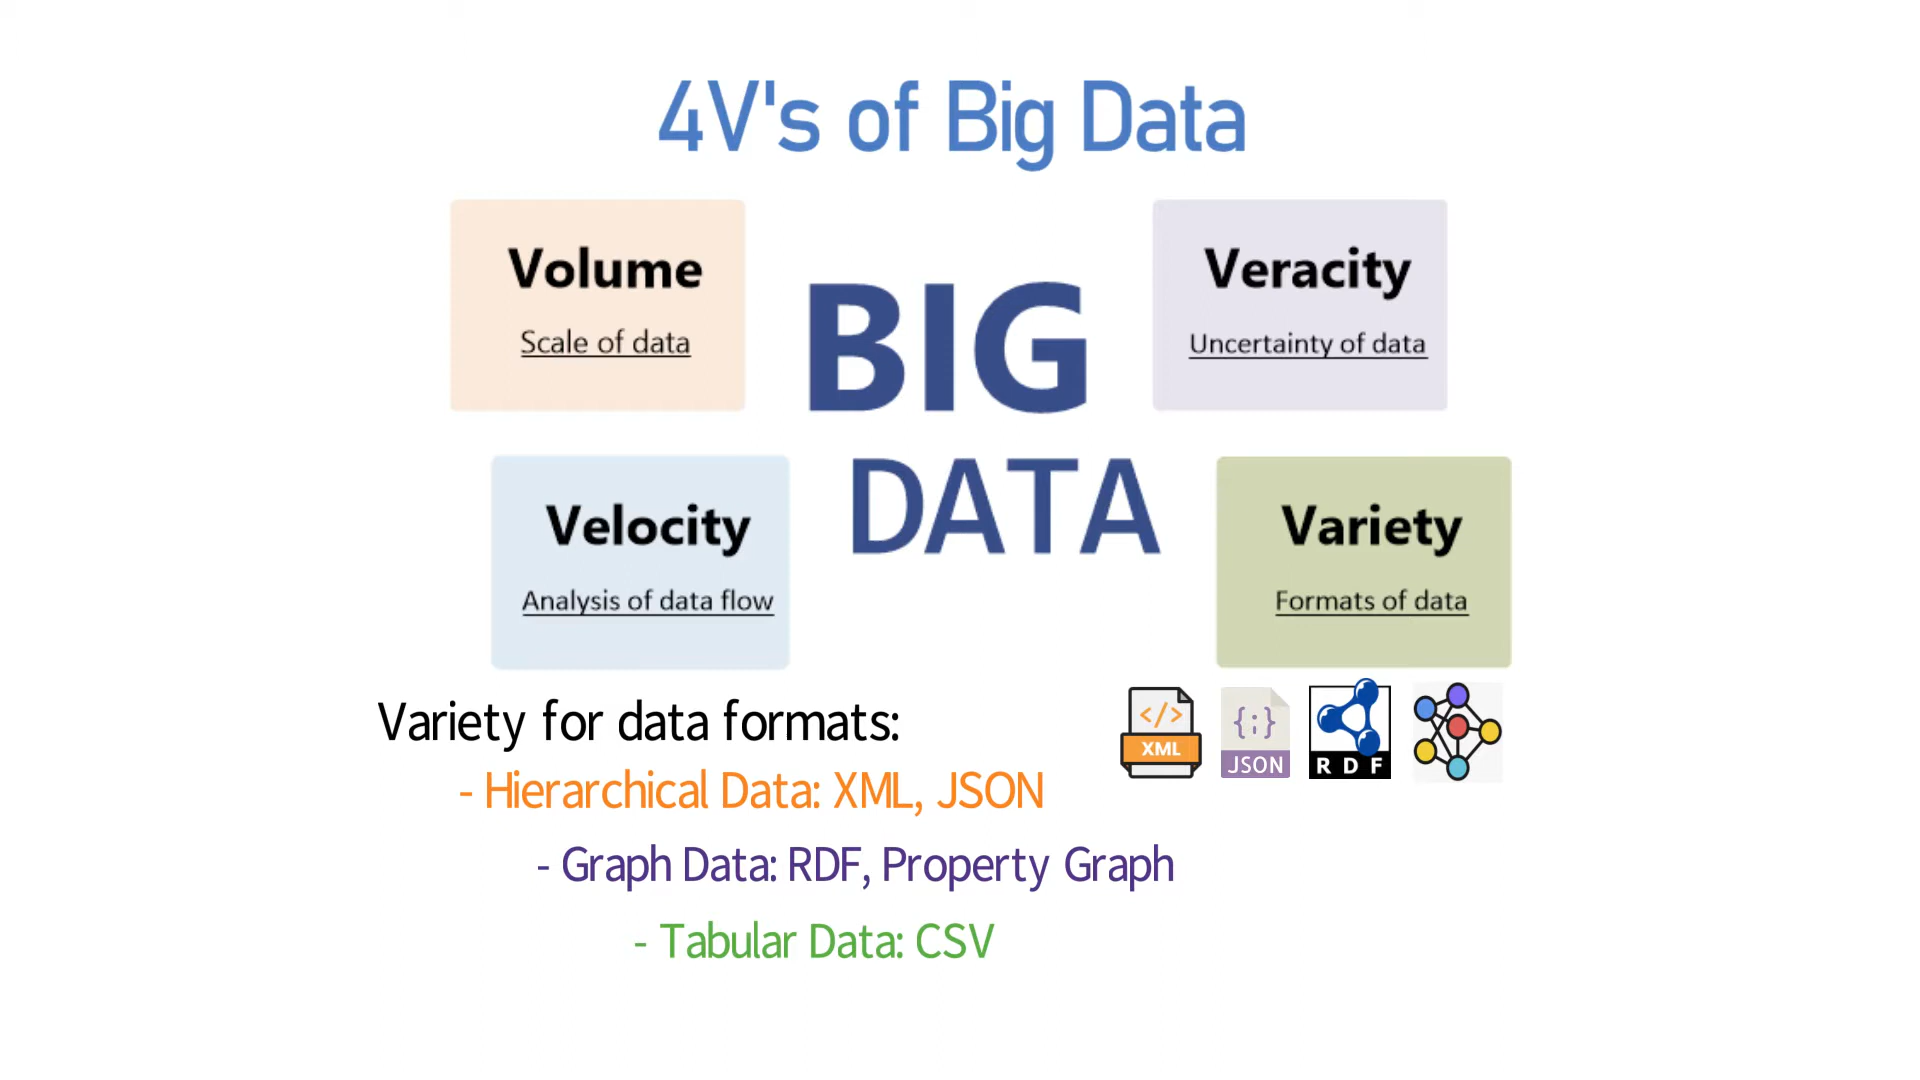 4V's of Big Data
Volume
Scale of data
Veracity
Uncertainty of data
BIG
DATA
Velocity
Analysis of data flow
Variety
Formats of data
Variety for data formats:
</>
XML
{;}
JSON
RDF
- Hierarchical Data: XML, JSON
- Graph Data: RDF, Property Graph
- Tabular Data: CSV